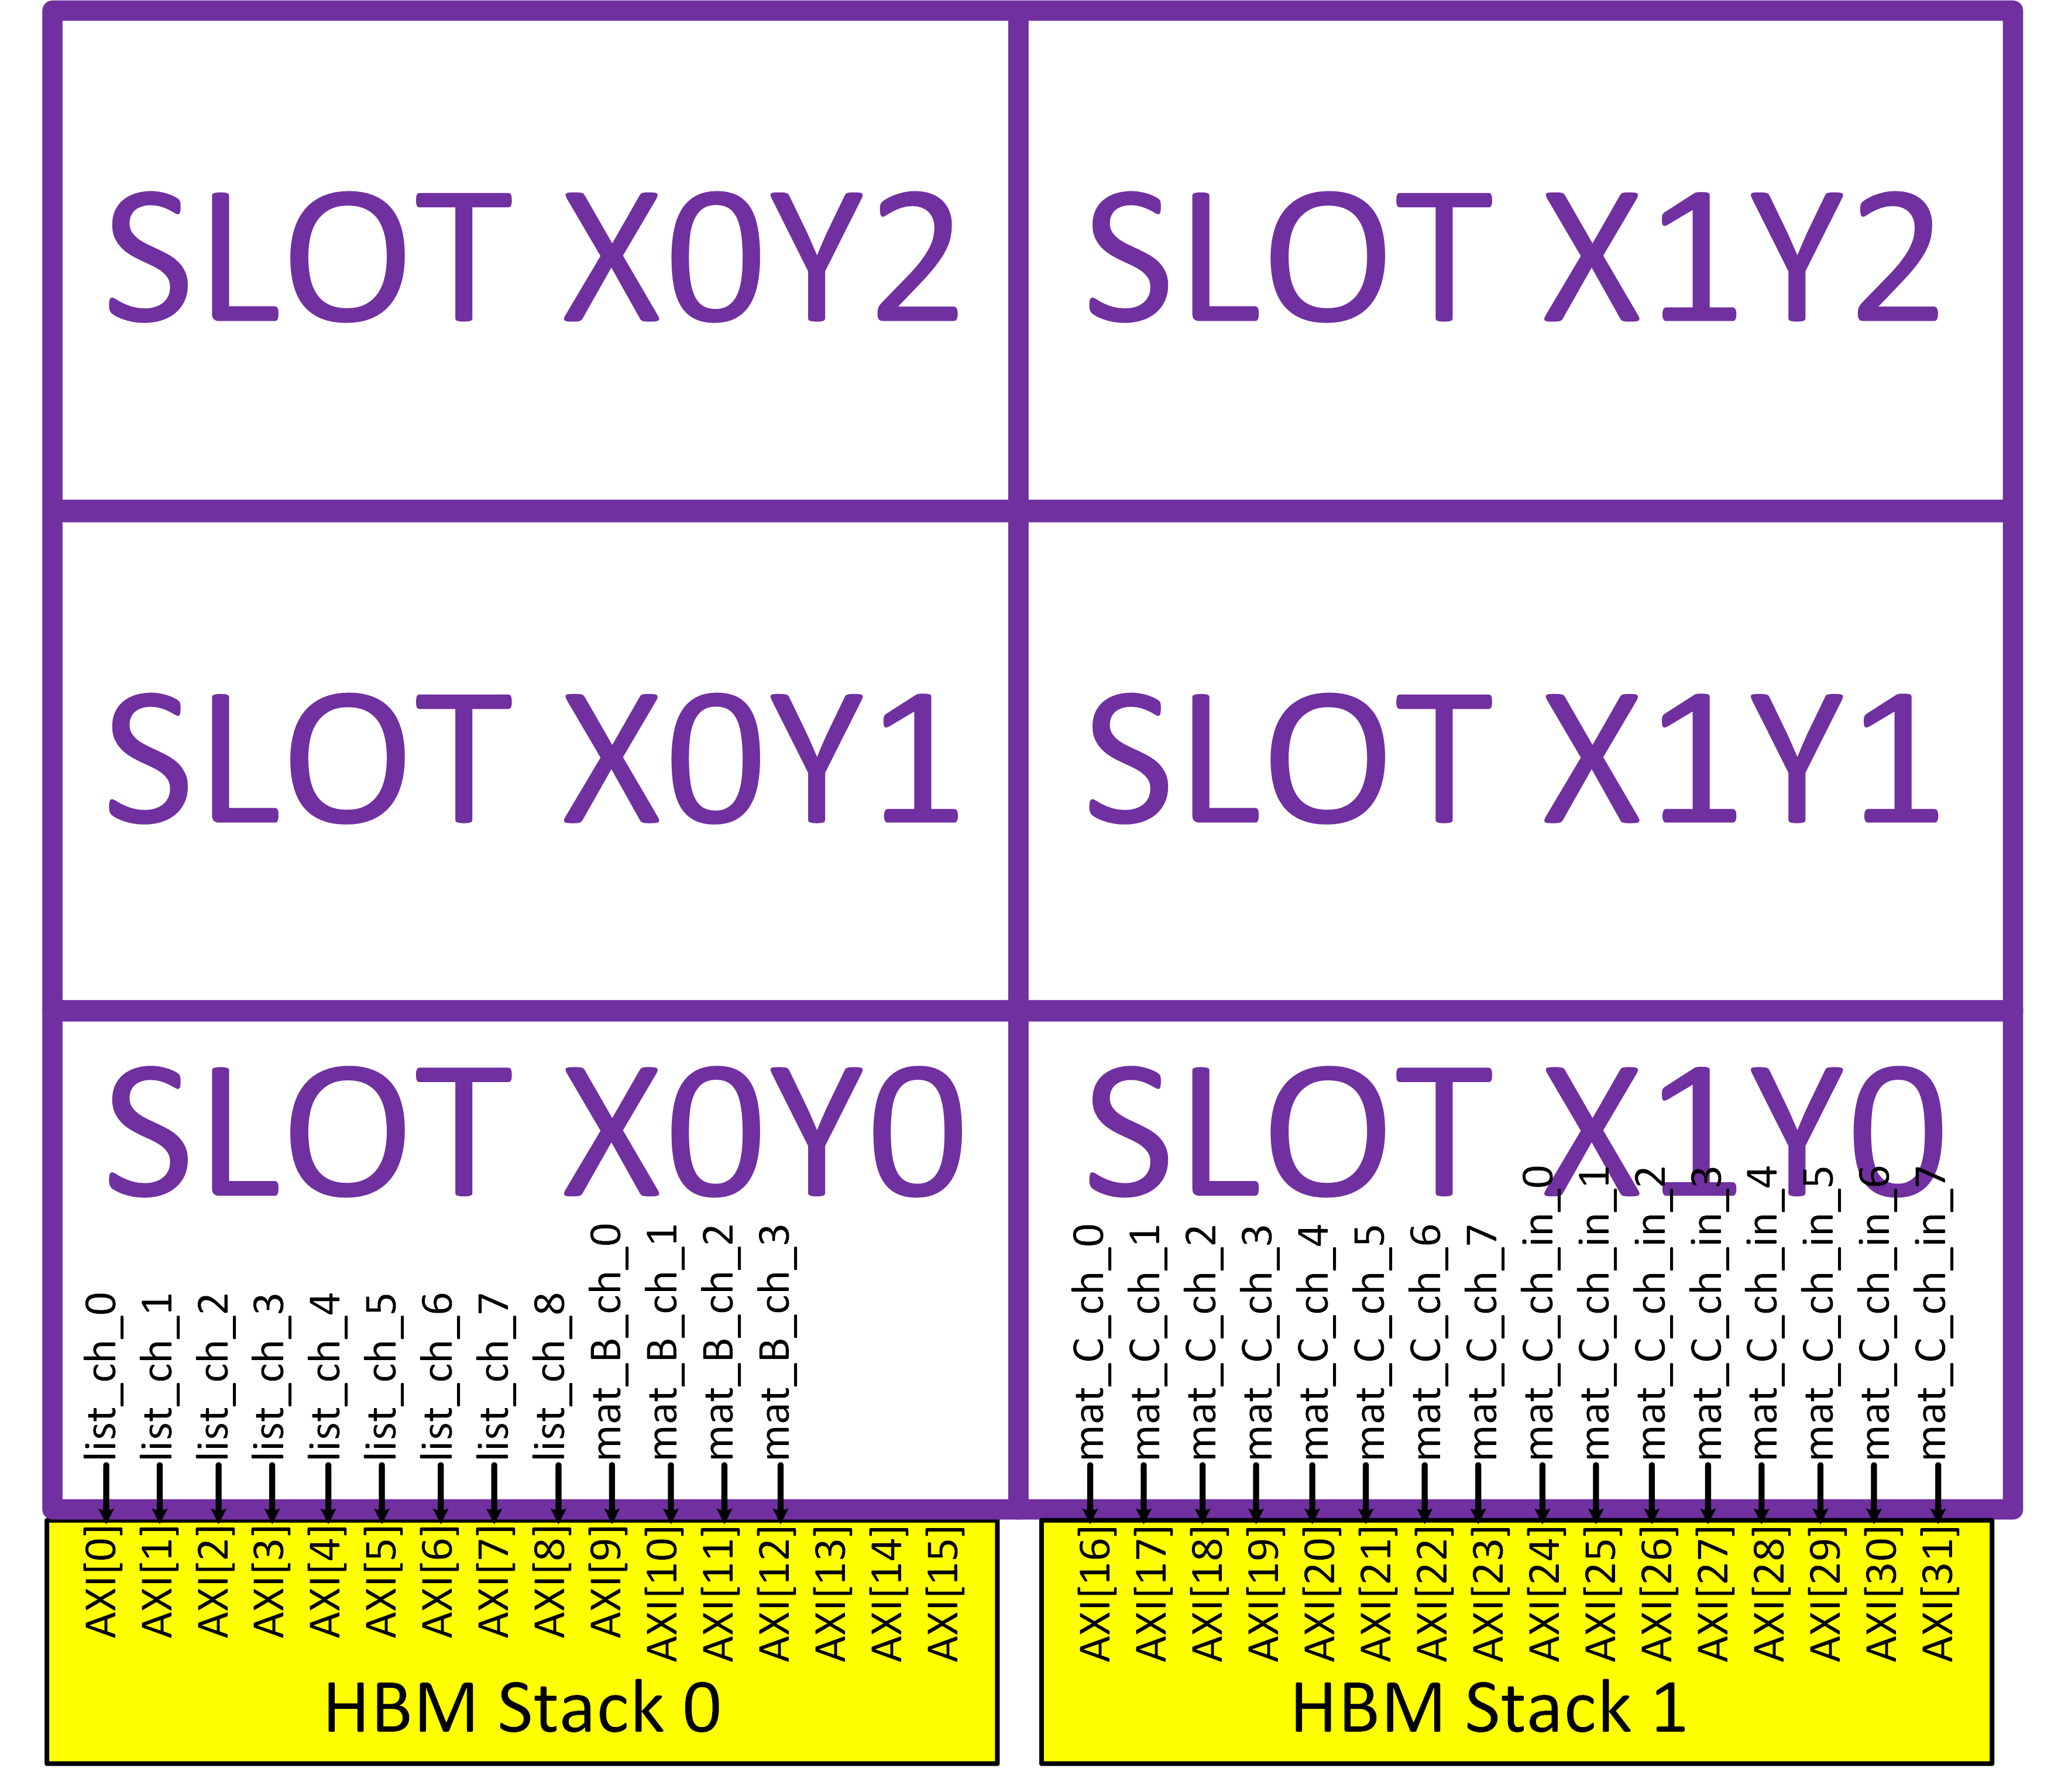 SLOT X0Y2
SLOT X1Y2
SLOT X0Y1
SLOT X1Y1
SLOT X0Y0
SLOT X1Y0
list_ch_0
list_ch_1
list_ch_2
list_ch_3
list_ch_4
list_ch_5
list_ch_6
list_ch_7
list_ch_8
mat_B_ch_0
mat_B_ch_1
mat_B_ch_2
mat_B_ch_3
mat_C_ch_0
mat_C_ch_1
mat_C_ch_2
mat_C_ch_3
mat_C_ch_4
mat_C_ch_5
mat_C_ch_6
mat_C_ch_7
mat_C_ch_in_0
mat_C_ch_in_1
mat_C_ch_in_2
mat_C_ch_in_3
mat_C_ch_in_4
mat_C_ch_in_5
mat_C_ch_in_6
mat_C_ch_in_7
AXI[0]
AXI[1]
AXI[2]
AXI[3]
AXI[4]
AXI[5]
AXI[6]
AXI[7]
AXI[8]
AXI[9]
AXI[10]
AXI[11]
AXI[12]
AXI[13]
AXI[14]
AXI[15]
AXI[16]
AXI[17]
AXI[18]
AXI[19]
AXI[20]
AXI[21]
AXI[22]
AXI[23]
AXI[24]
AXI[25]
AXI[26]
AXI[27]
AXI[28]
AXI[29]
AXI[30]
AXI[31]
HBM Stack 0
HBM Stack 1